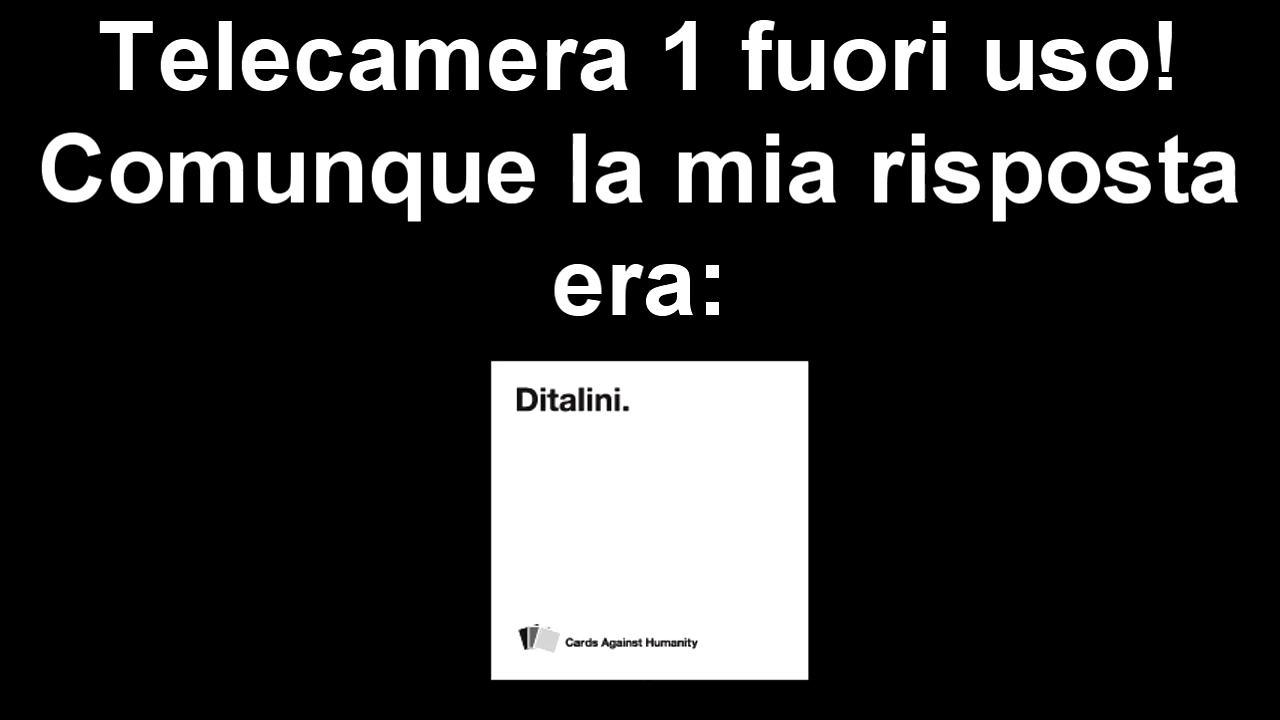 Telecamera 1 fuori uso!
Comunque la mia risposta
era:
Ditalini.
Cards Against Humanity